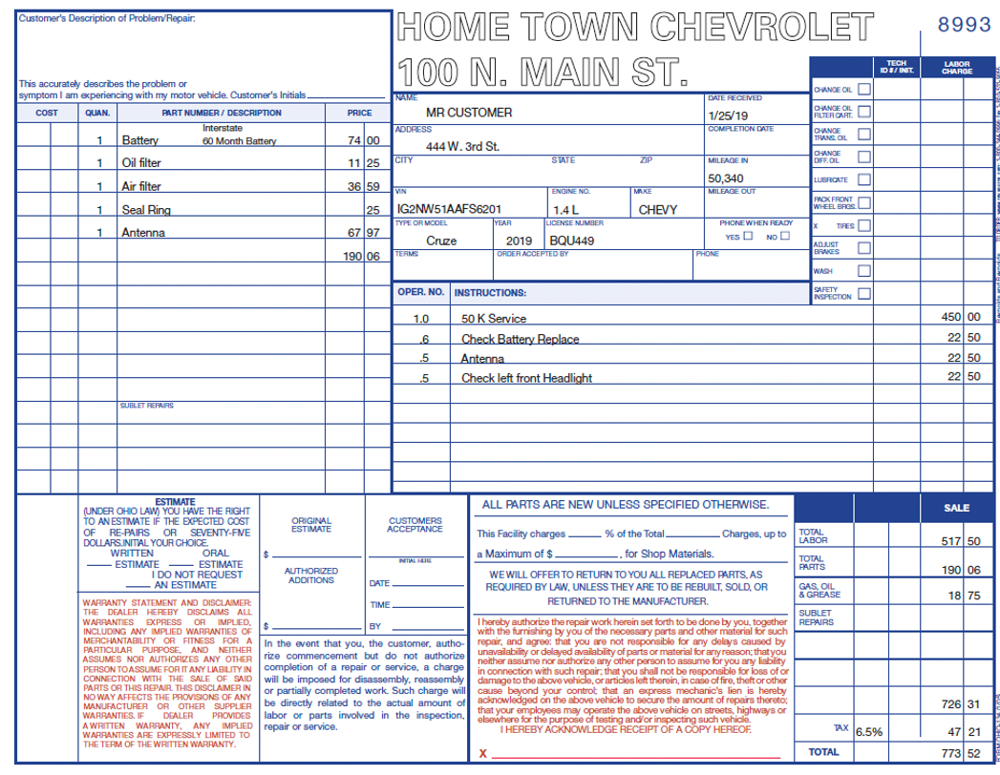 Customer's Description of Problem/Repair:
This accurately describes the problem or
symptom I am experiencing with my motor vehicle. Customer's Initials
HOME TOWN CHEVROLET
100 N. MAIN ST.
8993
COST QUAN. PART NUMBER / DESCRIPTION PRICE
Interstate
1 Battery 60 Month Battery 74 00
1 Oil filter 11 25
1 Air filter 36 59
1 Seal Ring 25
1 Antenna 67 97
190 06
SUBLET REPAIRS
NAME
MR CUSTOMER
DATE RECEIVED
1/25/19
ADDRESS
444 W. 3rd St.
COMPLETION DATE
CITY STATE ZIP
MILEAGE IN
50,340
VIN
IG2NW51AAFS6201
ENGINE NO.
1.4 L
MAKE
CHEVY
MILEAGE OUT
TYPE OR MODEL
Cruze
YEAR
2019
LICENSE NUMBER
BQU449
PHONE WHEN READY
YES NO
TERMS ORDER ACCEPTED BY PHONE
TECH
ID # / INIT.
LABOR
CHARGE
CHANGE OIL
CHANGE OIL
FILTER CART.
CHANGE
TRANS. OIL
CHANGE
DIFF. OIL
LUBRICATE
PACK FRONT
WHEEL BRGS.
X TIRES
ADJUST
BRAKES
WASH
SAFETY
INSPECTION
OPER. NO. INSTRUCTIONS:
1.0 50 K Service 450 00
.6 Check Battery Replace 22 50
.5 Antenna 22 50
.5 Check left front Headlight 22 50
ESTIMATE
(UNDER OHIO LAW) YOU HAVE THE RIGHT
TO AN ESTIMATE IF THE EXPECTED COST
OF RE-PAIRS OR SEVENTY-FIVE
DOLLARS.INITIAL YOUR CHOICE.
WRITTEN ORAL
ESTIMATE ESTIMATE
I DO NOT REQUEST
AN ESTIMATE
WARRANTY STATEMENT AND DISCLAIMER:
THE DEALER HEREBY DISCLAIMS ALL
WARRANTIES EXPRESS OR IMPLIED,
INCLUDING ANY IMPLIED WARRANTIES OF
MERCHANTABILITY OR FITNESS FOR A
PARTICULAR PURPOSE, AND NEITHER
ASSUMES NOR AUTHORIZES ANY OTHER
PERSON TO ASSUME FOR IT ANY LIABILITY IN
CONNECTION WITH THE SALE OF SAID
PARTS OR THIS REPAIR. THIS DISCLAIMER IN
NO WAY AFFECTS THE PROVISIONS OF ANY
MANUFACTURER OR OTHER SUPPLIER
WARRANTIES. IF DEALER PROVIDES
A WRITTEN WARRANTY, ANY IMPLIED
WARRANTIES ARE EXPRESSLY LIMITED TO
THE TERM OF THE WRITTEN WARRANTY.
ORIGINAL
ESTIMATE
$
AUTHORIZED
ADDITIONS
$
CUSTOMERS
ACCEPTANCE
INITIAL HERE
DATE
TIME
BY
In the event that you, the customer, autho-
rize commencement but do not authorize
completion of a repair or service, a charge
will be imposed for disassembly, reassembly
or partially completed work. Such charge will
be directly related to the actual amount of
labor or parts involved in the inspection,
repair or service.
ALL PARTS ARE NEW UNLESS SPECIFIED OTHERWISE.
This Facility charges % of the Total Charges, up to
a Maximum of $ , for Shop Materials.
WE WILL OFFER TO RETURN TO YOU ALL REPLACED PARTS, AS
REQUIRED BY LAW, UNLESS THEY ARE TO BE REBUILT, SOLD, OR
RETURNED TO THE MANUFACTURER.
I hereby authorize the repair work herein set forth to be done by you, together
with the furnishing by you of the necessary parts and other material for such
repair, and agree: that you are not responsible for any delays caused by
unavailability or delayed availability of parts or material for any reason; that you
neither assume nor authorize any other person to assume for you any liability
in connection with such repair; that you shall not be responsible for loss of or
damage to the above vehicle, or articles left therein, in case of fire, theft or other
cause beyond your control; that an express mechanic's lien is hereby
acknowledged on the above vehicle to secure the amount of repairs thereto;
that your employees may operate the above vehicle on streets, highways or
elsewhere for the purpose of testing and/or inspecting such vehicle.
I HEREBY ACKNOWLEDGE RECEIPT OF A COPY HEREOF.
X
SALE
TOTAL
LABOR 517 50
TOTAL
PARTS 190 06
GAS, OIL
& GREASE 18 75
SUBLET
REPAIRS
726 31
TAX 6.5% 47 21
TOTAL 773 52